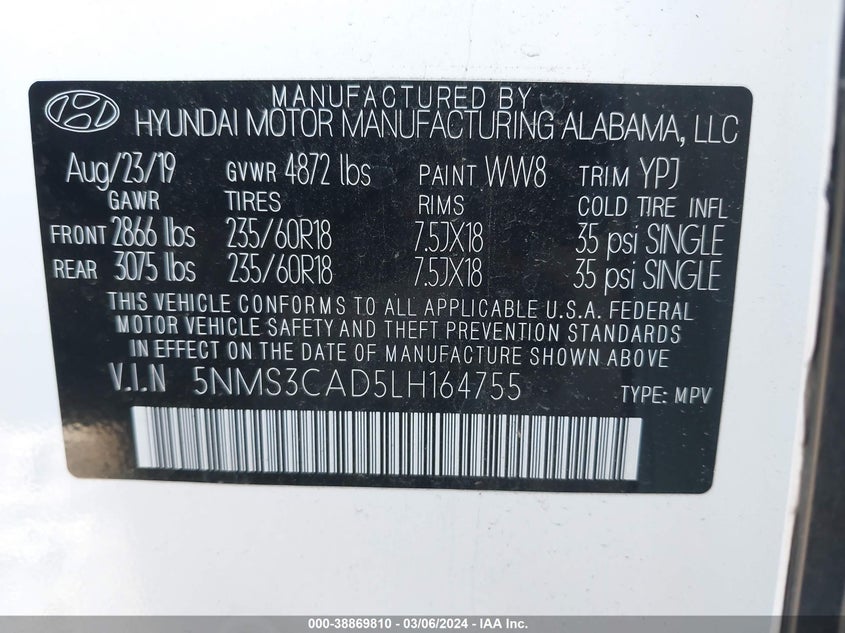 MANUFACTURED BY
HYUNDAI MOTOR MANUFACTURING ALABAMA, LLC
Aug/23/19 GVWR 4872 lbs PAINT WW8 TRIM YPJ
GAWR TIRES RIMS COLD TIRE INFL
FRONT 2866 lbs 235/60R18 7.5JX18 35 psi SINGLE
REAR 3075 lbs 235/60R18 7.5JX18 35 psi SINGLE
THIS VEHICLE CONFORMS TO ALL APPLICABLE U.S.A. FEDERAL
MOTOR VEHICLE SAFETY AND THEFT PREVENTION STANDARDS
IN EFFECT ON THE DATE OF MANUFACTURE SHOWN ABOVE.
V.I.N 5NMS3CAD5LH164755 TYPE: MPV
000-38869810 - 03/06/2024 - IAA Inc.